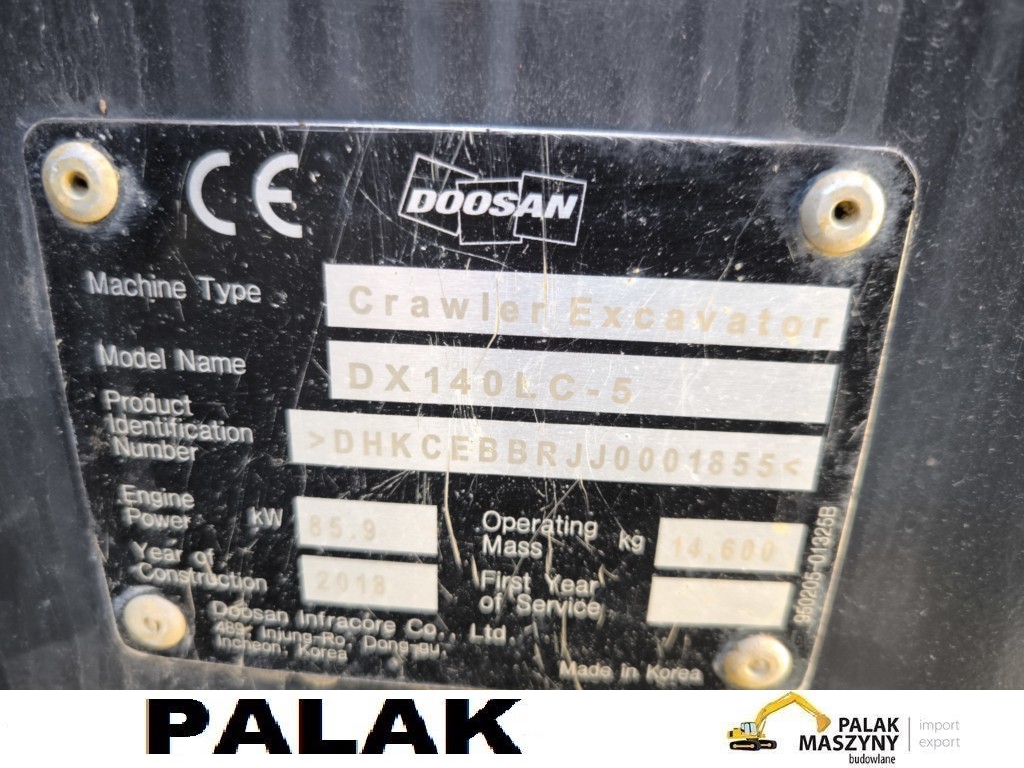 CE
DOOSAN
Machine Type Crawler Excavator
Model Name DX140LC-5
Product
Identification
Number >DHKCEBBRJJ0001855<
Engine
Power kW 85.9
Operating
Mass kg 14,600
Year of
Construction 2018
First Year
of Service
Doosan Infracore Co., Ltd.
489, Injung-Ro, Dong-gu,
Incheon, Korea
Made in Korea
950205-01325B
PALAK
PALAK
MASZYNY
budowlane
import
export